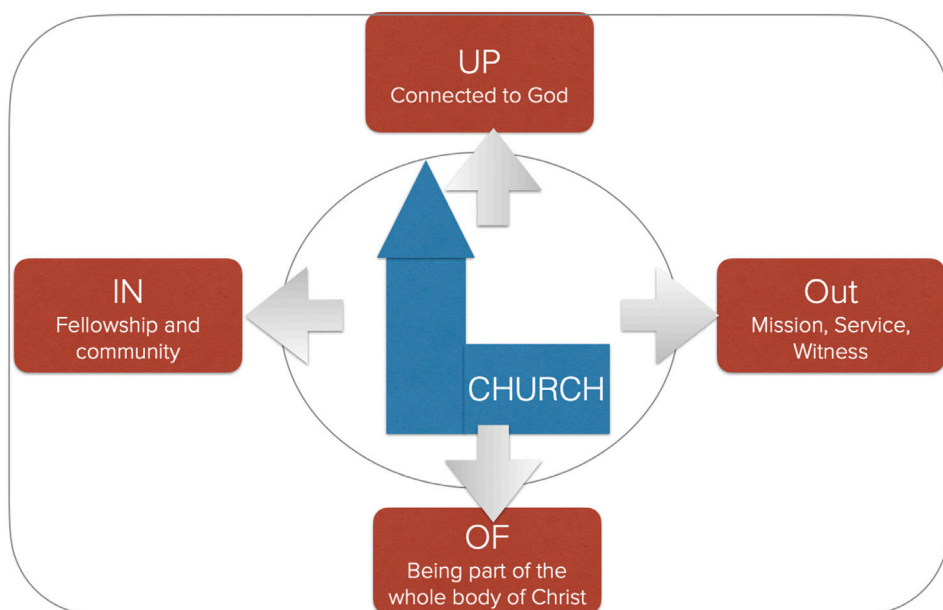 UP
Connected to God
IN
Fellowship and
community
Out
Mission, Service,
Witness
CHURCH
OF
Being part of the
whole body of Christ